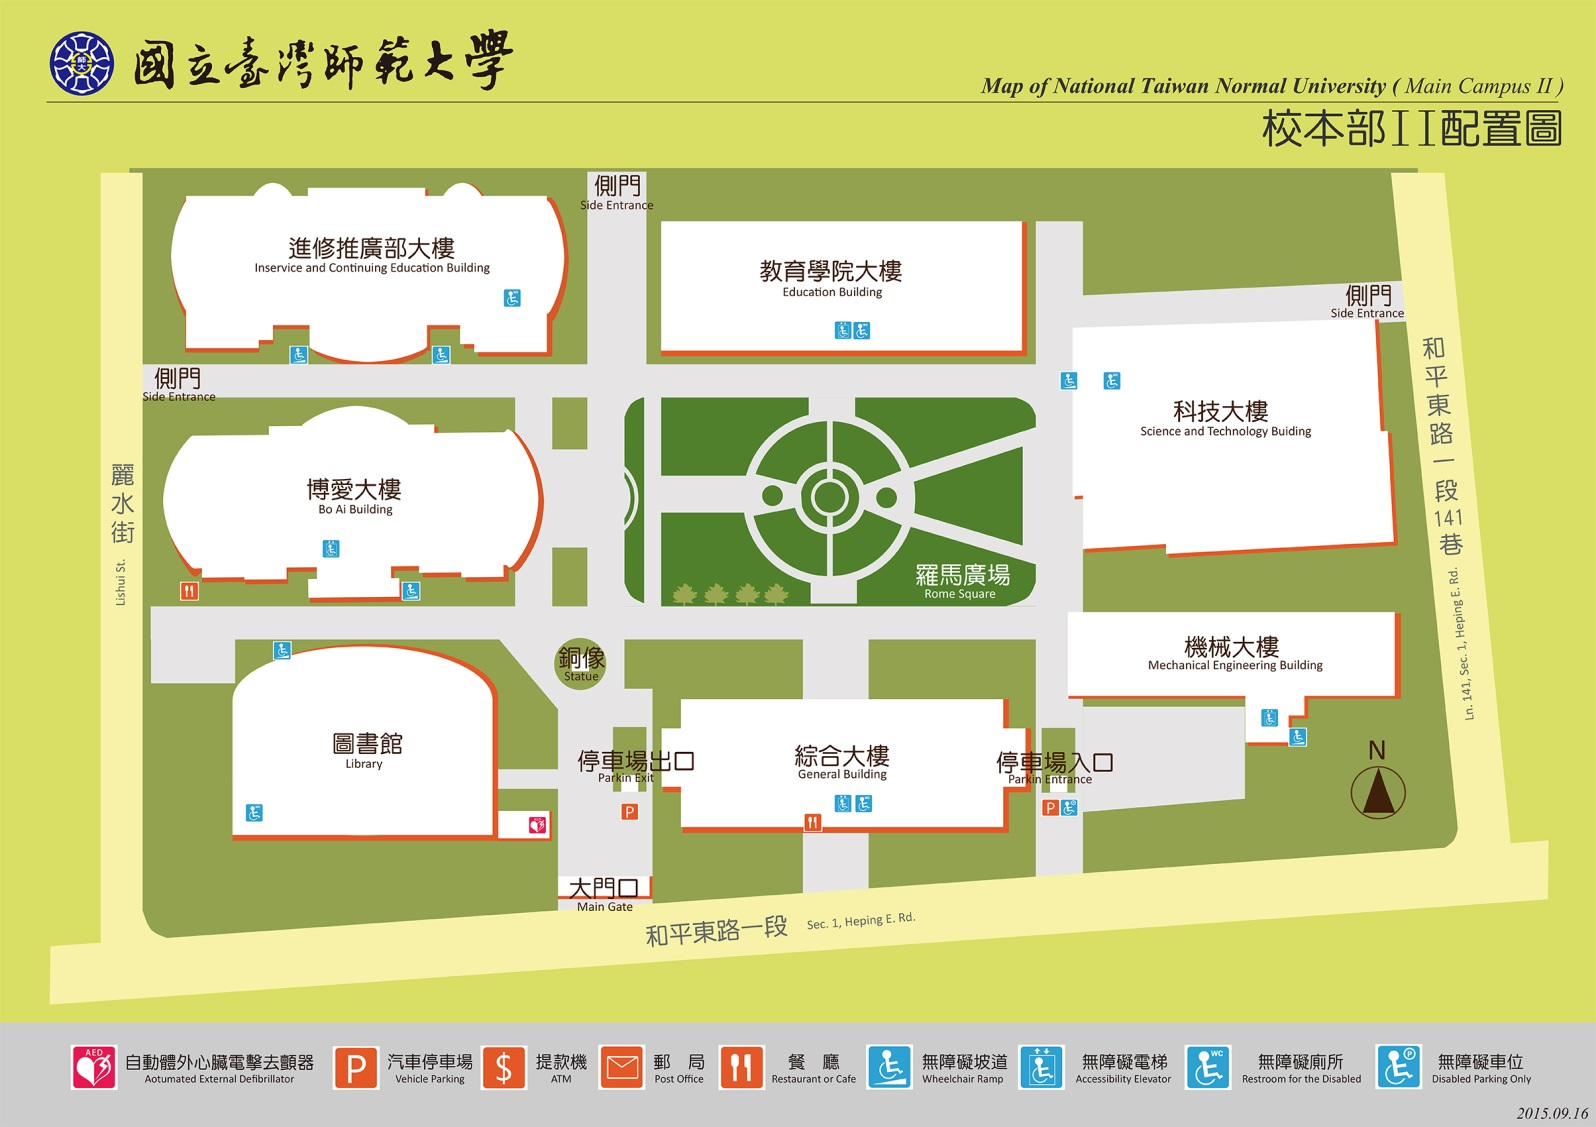 國立臺灣師範大學
Map of National Taiwan Normal University ( Main Campus II )
校本部II配置圖
側門
Side Entrance
進修推廣部大樓
Inservice and Continuing Education Building
教育學院大樓
Education Building
側門
Side Entrance
側門
Side Entrance
科技大樓
Science and Technology Buiding
和平東路一段141巷
Ln. 141, Sec. 1, Heping E. Rd.
麗水街
Lishui St.
博愛大樓
Bo Ai Building
羅馬廣場
Rome Square
銅像
Statue
機械大樓
Mechanical Engineering Building
圖書館
Library
停車場出口
Parkin Exit
P
綜合大樓
General Building
停車場入口
Parkin Entrance
P
N
大門口
Main Gate
和平東路一段 Sec. 1, Heping E. Rd.
AED
自動體外心臟電擊去顫器
Aotumated External Defibrillator
P
汽車停車場
Vehicle Parking
$
提款機
ATM
郵 局
Post Office
餐 廳
Restaurant or Cafe
無障礙坡道
Wheelchair Ramp
無障礙電梯
Accessibility Elevator
WC
無障礙廁所
Restroom for the Disabled
P
無障礙車位
Disabled Parking Only
2015.09.16